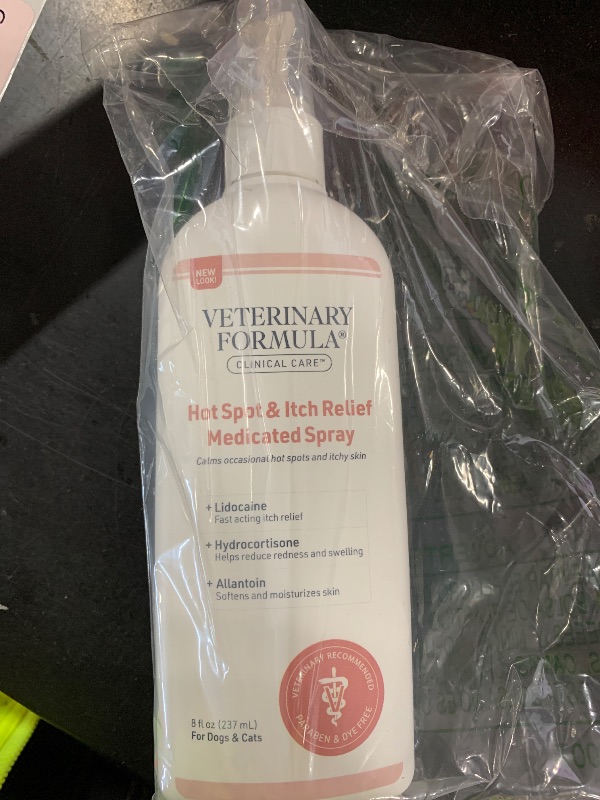 NEW
LOOK!
VETERINARY
FORMULA®
CLINICAL CARE™
Hot Spot & Itch Relief
Medicated Spray
Calms occasional hot spots and itchy skin
+ Lidocaine
Fast acting itch relief
+ Hydrocortisone
Helps reduce redness and swelling
+ Allantoin
Softens and moisturizes skin
VETERINARY RECOMMENDED
PARABEN & DYE FREE
8 fl oz (237 mL)
For Dogs & Cats